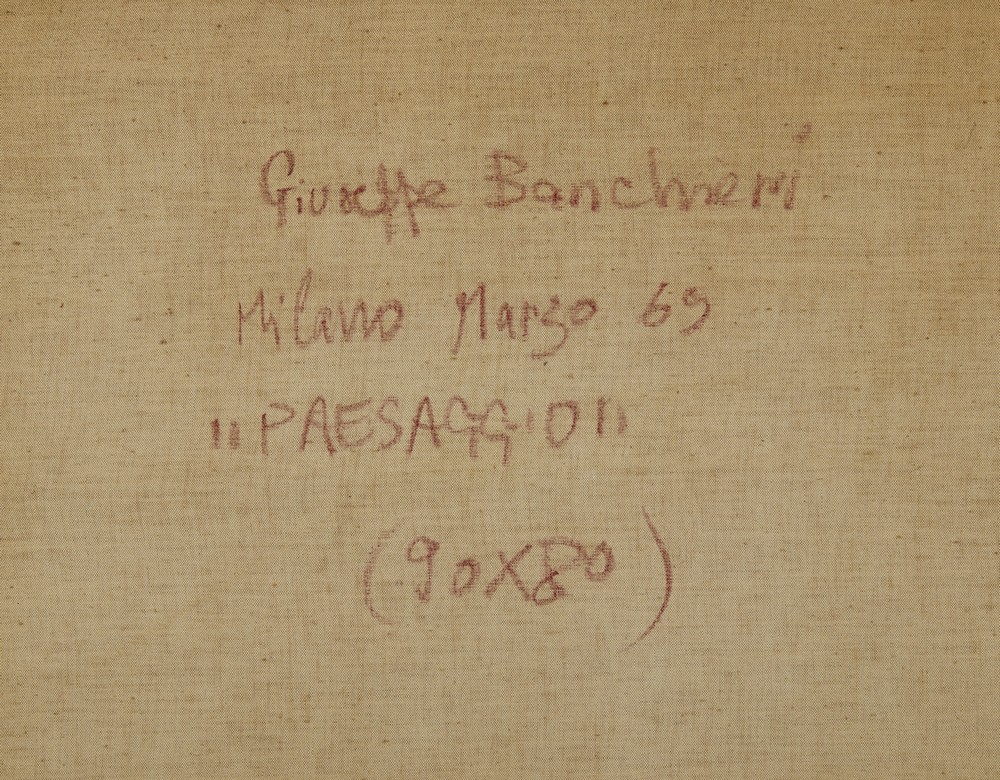 Giuseppe Banchieri
Milano Marzo 69
"PAESAGGIO"
(90X80)